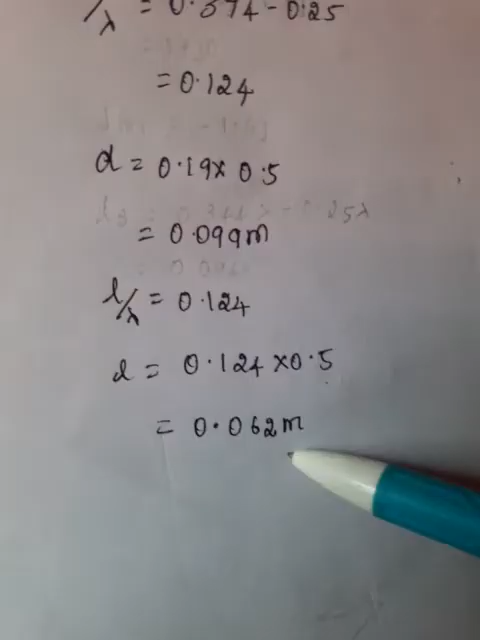 l/λ = 0.374 - 0.25
= 0.124
d = 0.19 x 0.5
= 0.099m
l/λ = 0.124
l = 0.124 x 0.5
= 0.062m